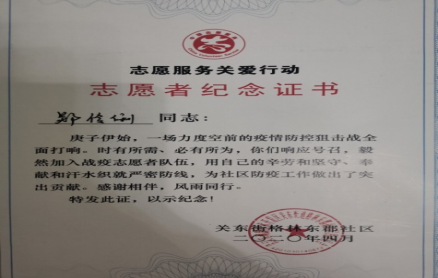 志愿服务关爱行动
志愿者纪念证书
同志：
庚子伊始，一场力度空前的疫情防控狙击战全
面打响。时有所需、必有所为，你们响应号召，毅
然加入战疫志愿者队伍，用自己的辛劳和坚守、奉
献和汗水织就严密防线，为社区防疫工作做出了突
出贡献。感谢相伴，风雨同行。
特发此证，以示纪念！
关东街格林东郡社区
二〇二〇年四月